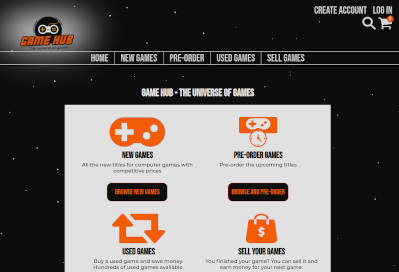 CREATE ACCOUNT LOG IN
GAME HUB
HOME NEW GAMES PRE-ORDER USED GAMES SELL GAMES
GAME HUB - THE UNIVERSE OF GAMES
NEW GAMES
All the new titles for computer games with
competitive prices
BROWSE NEW GAMES
PRE-ORDER GAMES
Pre-order the upcoming titles
BROWSE AND PRE-ORDER
USED GAMES
Buy a used game and save money.
Hundreds of used games available.
SELL YOUR GAMES
You finished your game? You can sell it and
earn money for your next game.